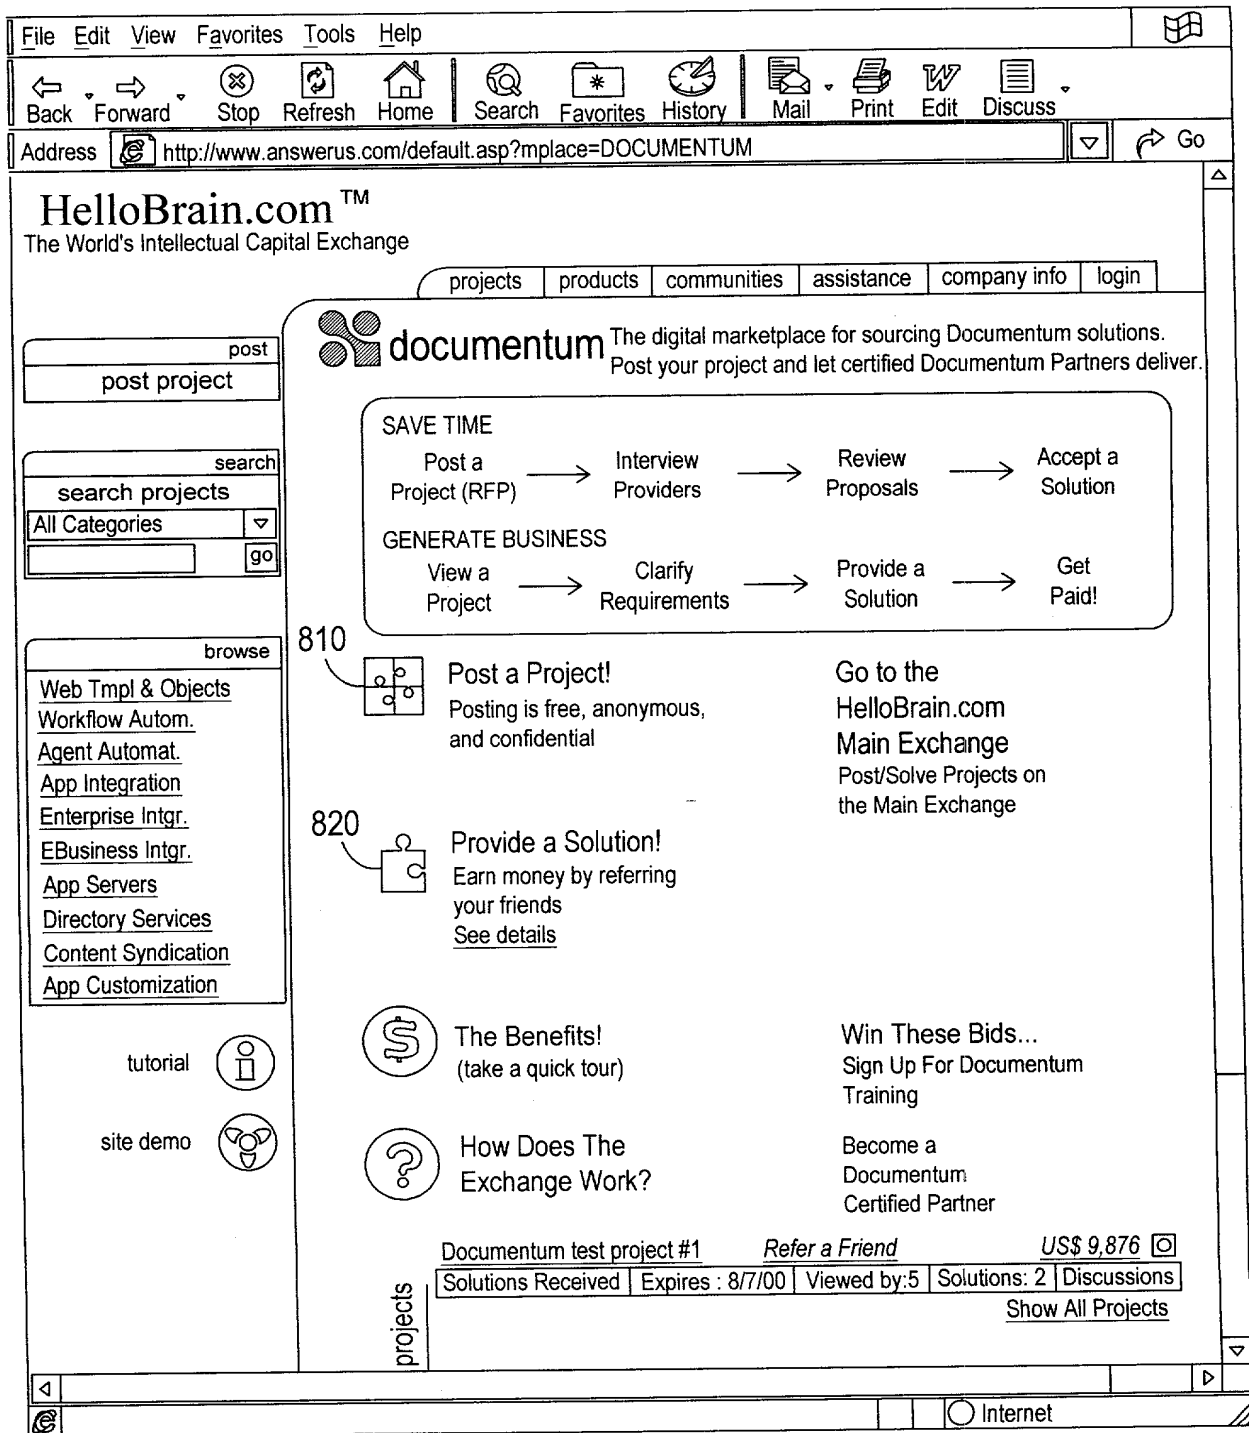 File Edit View Favorites Tools Help
Back Forward Stop Refresh Home Search Favorites History Mail Print Edit Discuss
Address http://www.answerus.com/default.asp?mplace=DOCUMENTUM Go
HelloBrain.com™
The World's Intellectual Capital Exchange
projects products communities assistance company info login
post
post project
search
search projects
All Categories
go
browse
Web Tmpl & Objects
Workflow Autom.
Agent Automat.
App Integration
Enterprise Intgr.
EBusiness Intgr.
App Servers
Directory Services
Content Syndication
App Customization
tutorial
site demo
documentum
The digital marketplace for sourcing Documentum solutions.
Post your project and let certified Documentum Partners deliver.
SAVE TIME
Post a
Project (RFP)
Interview
Providers
Review
Proposals
Accept a
Solution
GENERATE BUSINESS
View a
Project
Clarify
Requirements
Provide a
Solution
Get
Paid!
810
Post a Project!
Posting is free, anonymous,
and confidential
Go to the
HelloBrain.com
Main Exchange
Post/Solve Projects on
the Main Exchange
820
Provide a Solution!
Earn money by referring
your friends
See details
$
The Benefits!
(take a quick tour)
Win These Bids...
Sign Up For Documentum
Training
?
How Does The
Exchange Work?
Become a
Documentum
Certified Partner
projects
Documentum test project #1 Refer a Friend US$ 9,876
Solutions Received Expires : 8/7/00 Viewed by:5 Solutions: 2 Discussions
Show All Projects
Internet